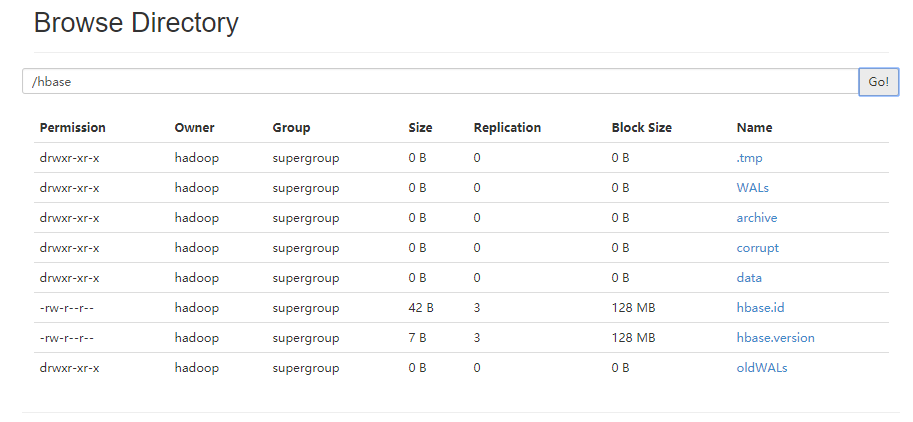 Browse Directory
/hbase Go!
Permission Owner Group Size Replication Block Size Name
drwxr-xr-x hadoop supergroup 0 B 0 0 B .tmp
drwxr-xr-x hadoop supergroup 0 B 0 0 B WALs
drwxr-xr-x hadoop supergroup 0 B 0 0 B archive
drwxr-xr-x hadoop supergroup 0 B 0 0 B corrupt
drwxr-xr-x hadoop supergroup 0 B 0 0 B data
-rw-r--r-- hadoop supergroup 42 B 3 128 MB hbase.id
-rw-r--r-- hadoop supergroup 7 B 3 128 MB hbase.version
drwxr-xr-x hadoop supergroup 0 B 0 0 B oldWALs